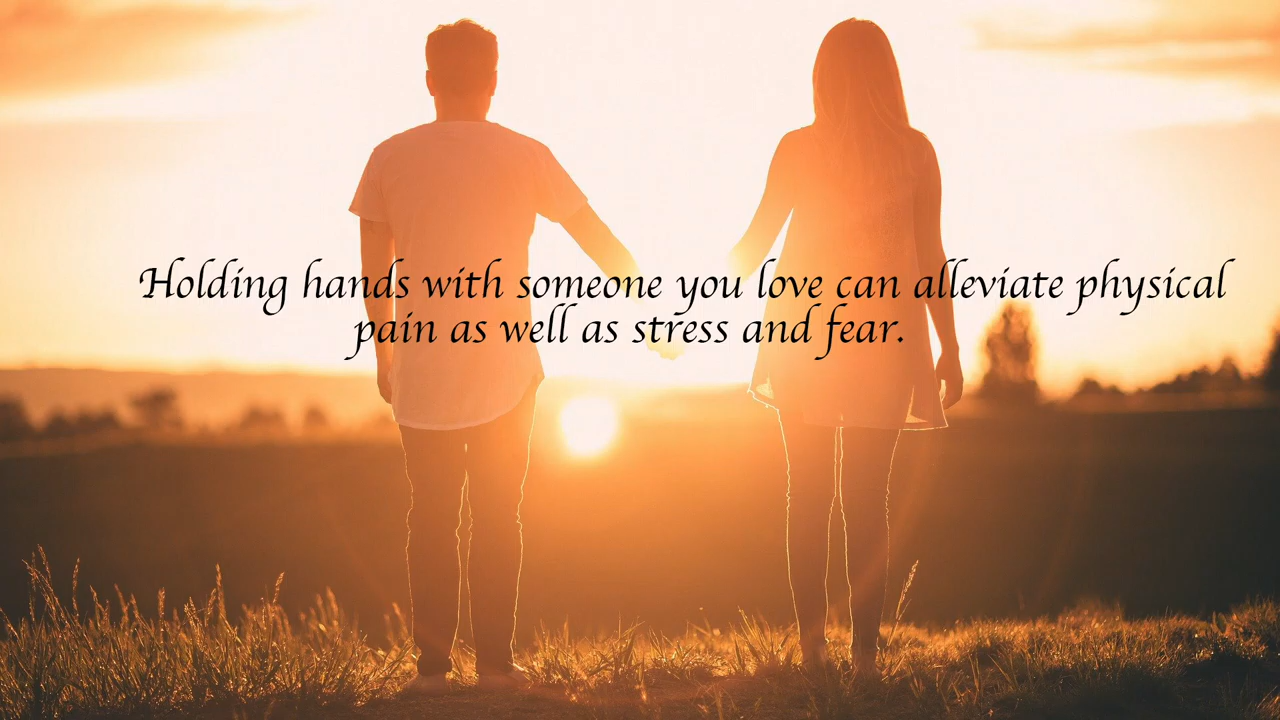 Holding hands with someone you love can alleviate physical
pain as well as stress and fear.